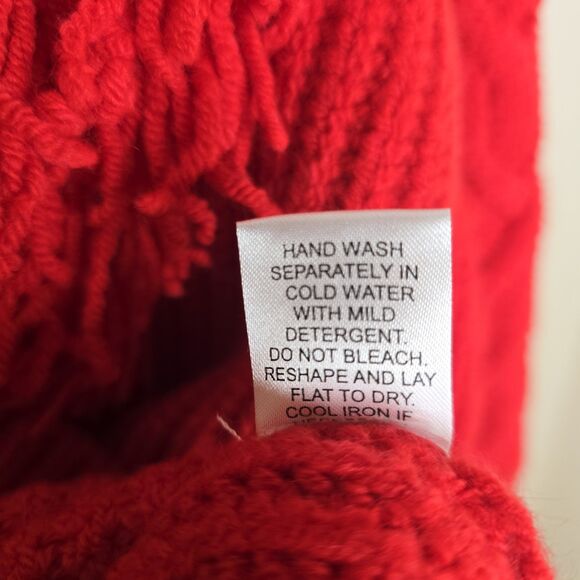 HAND WASH
SEPARATELY IN
COLD WATER
WITH MILD
DETERGENT.
DO NOT BLEACH.
RESHAPE AND LAY
FLAT TO DRY.
COOL IRON IF